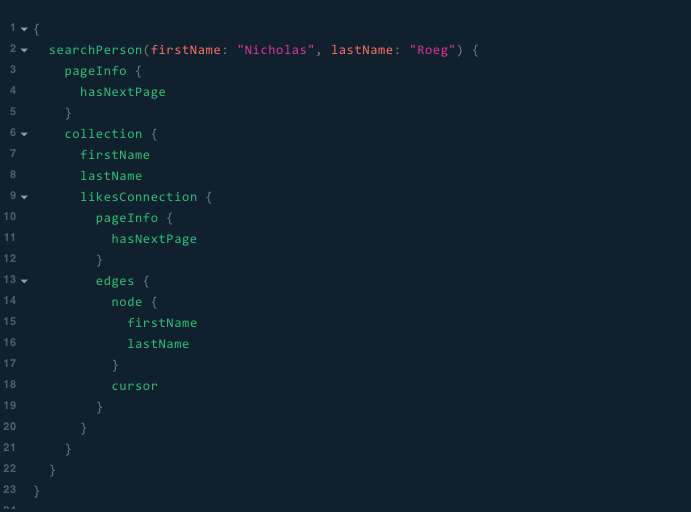 1 {
2 searchPerson(firstName: "Nicholas", lastName: "Roeg") {
3 pageInfo {
4 hasNextPage
5 }
6 collection {
7 firstName
8 lastName
9 likesConnection {
10 pageInfo {
11 hasNextPage
12 }
13 edges {
14 node {
15 firstName
16 lastName
17 }
18 cursor
19 }
20 }
21 }
22 }
23 }